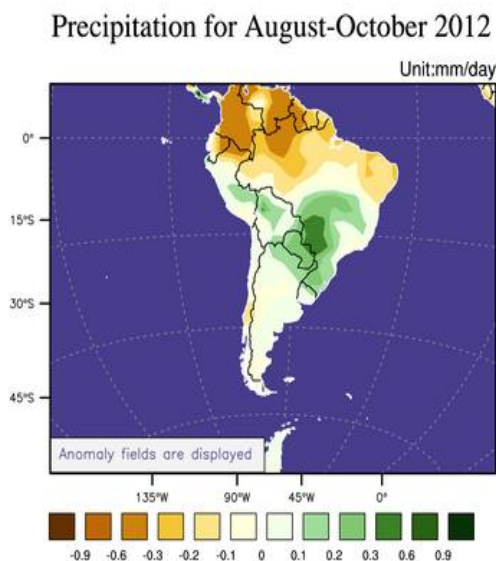 Precipitation for August-October 2012
Unit:mm/day
0°
15°S
30°S
45°S
Anomaly fields are displayed
135°W 90°W 45°W 0°
-0.9 -0.6 -0.3 -0.2 -0.1 0 0.1 0.2 0.3 0.6 0.9